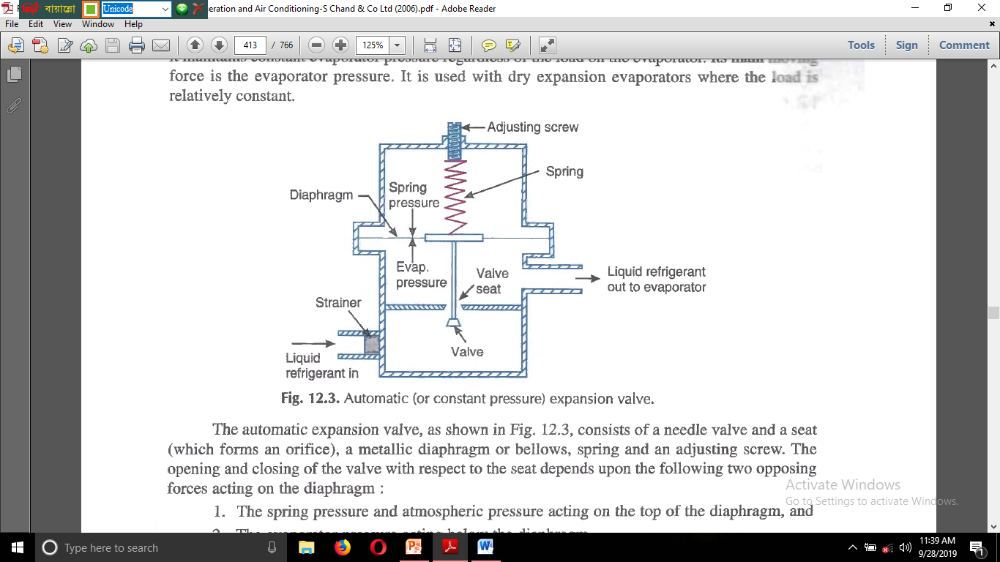 বায়ান্নো
Unicode
eration and Air Conditioning-S Chand & Co Ltd (2006).pdf - Adobe Reader
File Edit View Window Help
413 / 766 125% Tools Sign Comment
it maintains constant evaporator pressure regardless of the load on the evaporator. Its main moving
force is the evaporator pressure. It is used with dry expansion evaporators where the load is
relatively constant.
Adjusting screw
Spring
Diaphragm
Spring
pressure
Evap.
pressure
Valve
seat
Liquid refrigerant
out to evaporator
Strainer
Valve
Liquid
refrigerant in
Fig. 12.3. Automatic (or constant pressure) expansion valve.
The automatic expansion valve, as shown in Fig. 12.3, consists of a needle valve and a seat
(which forms an orifice), a metallic diaphragm or bellows, spring and an adjusting screw. The
opening and closing of the valve with respect to the seat depends upon the following two opposing
forces acting on the diaphragm :
1. The spring pressure and atmospheric pressure acting on the top of the diaphragm, and
2. The evaporator pressure acting below the diaphragm
Activate Windows
Go to Settings to activate Windows.
Type here to search
11:39 AM
9/28/2019
1